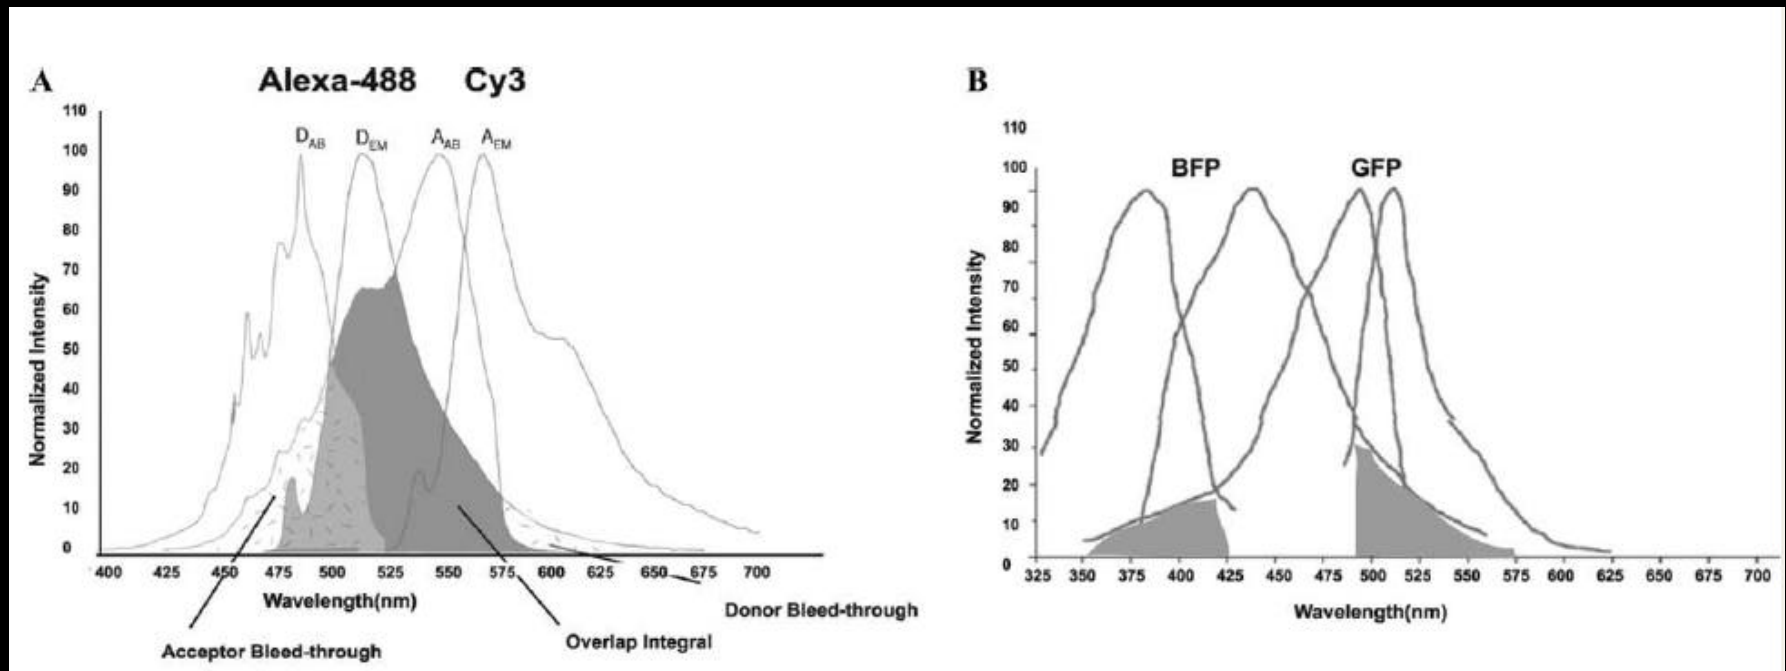 A
Alexa-488 Cy3
D_AB D_EM A_AB A_EM
110
100
90
80
70
60
50
40
30
20
10
0
Normalized Intensity
400 425 450 475 500 525 550 575 600 625 650 675 700
Wavelength(nm)
Acceptor Bleed-through
Overlap Integral
Donor Bleed-through
B
BFP GFP
110
100
90
80
70
60
50
40
30
20
10
0
Normalized Intensity
325 350 375 400 425 450 475 500 525 550 575 600 625 650 675 700
Wavelength(nm)